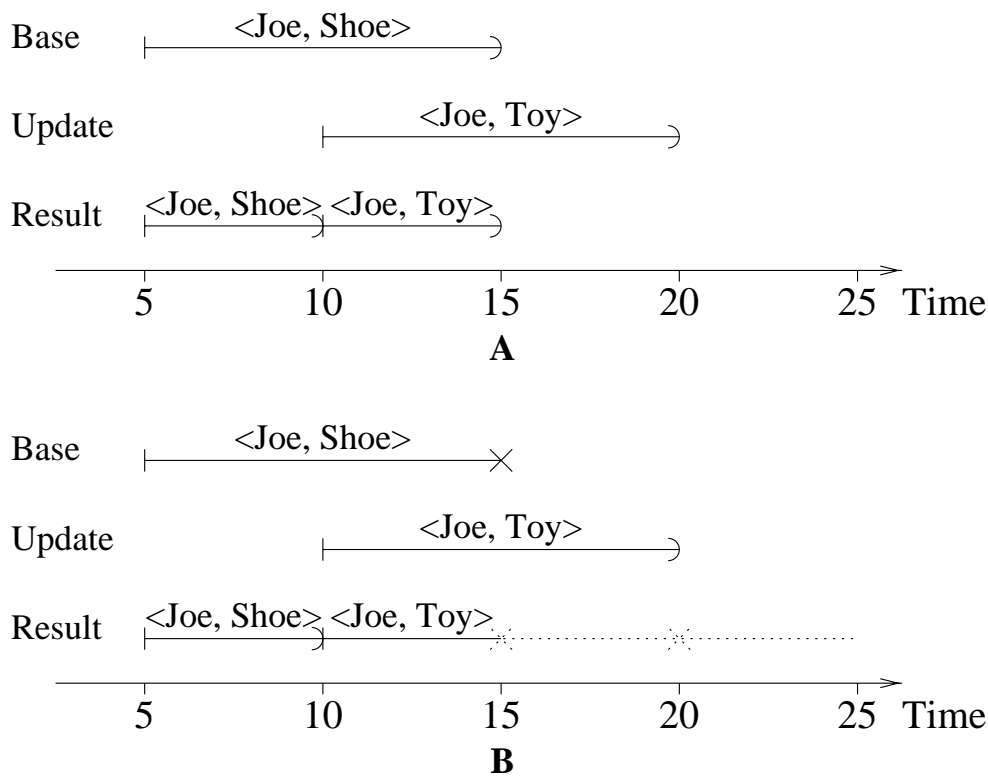 <Joe, Shoe>
Base
<Joe, Toy>
Update
<Joe, Shoe> <Joe, Toy>
Result
5 10 15 20 25 Time
A
<Joe, Shoe>
Base
<Joe, Toy>
Update
<Joe, Shoe> <Joe, Toy>
Result
5 10 15 20 25 Time
B